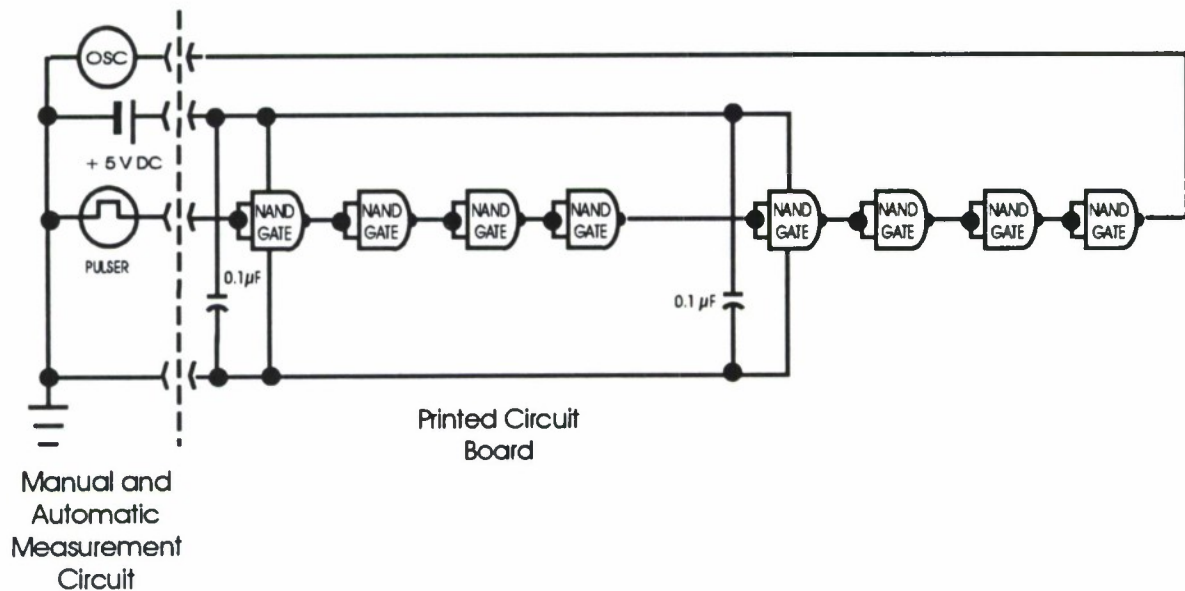 OSC
+ 5 V DC
PULSER
0.1µF
NAND
GATE
NAND
GATE
NAND
GATE
NAND
GATE
0.1 µF
NAND
GATE
NAND
GATE
NAND
GATE
NAND
GATE
Printed Circuit
Board
Manual and
Automatic
Measurement
Circuit